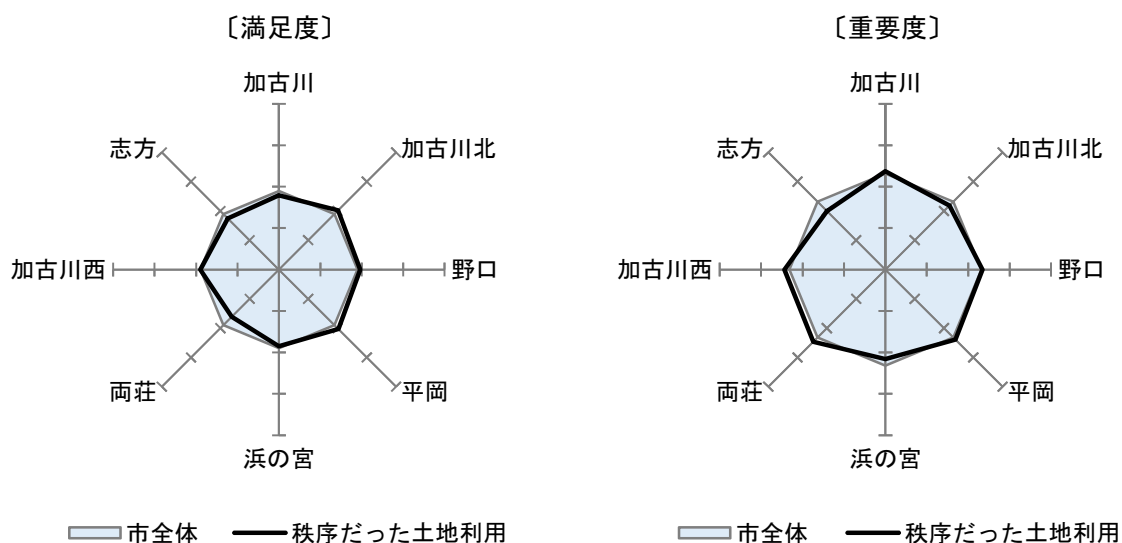 〔満足度〕
加古川
加古川北
野口
平岡
浜の宮
両荘
加古川西
志方
市全体
秩序だった土地利用
〔重要度〕
加古川
加古川北
野口
平岡
浜の宮
両荘
加古川西
志方
市全体
秩序だった土地利用